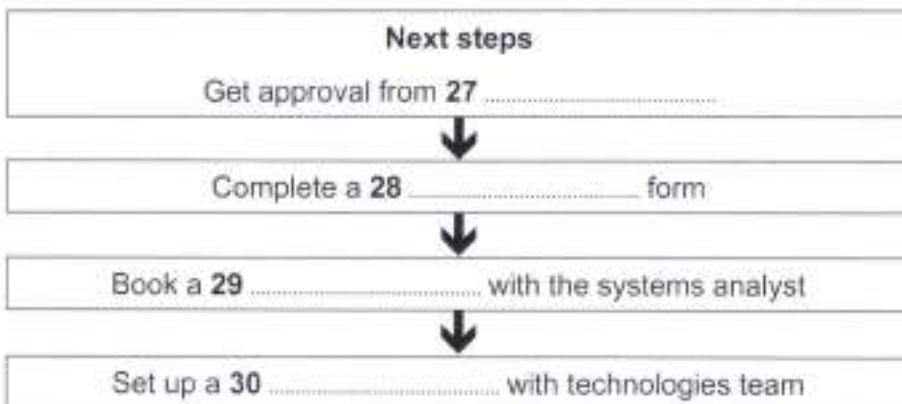 Next steps
Get approval from 27 ..............................
Complete a 28 .............................. form
Book a 29 .............................. with the systems analyst
Set up a 30 .............................. with technologies team